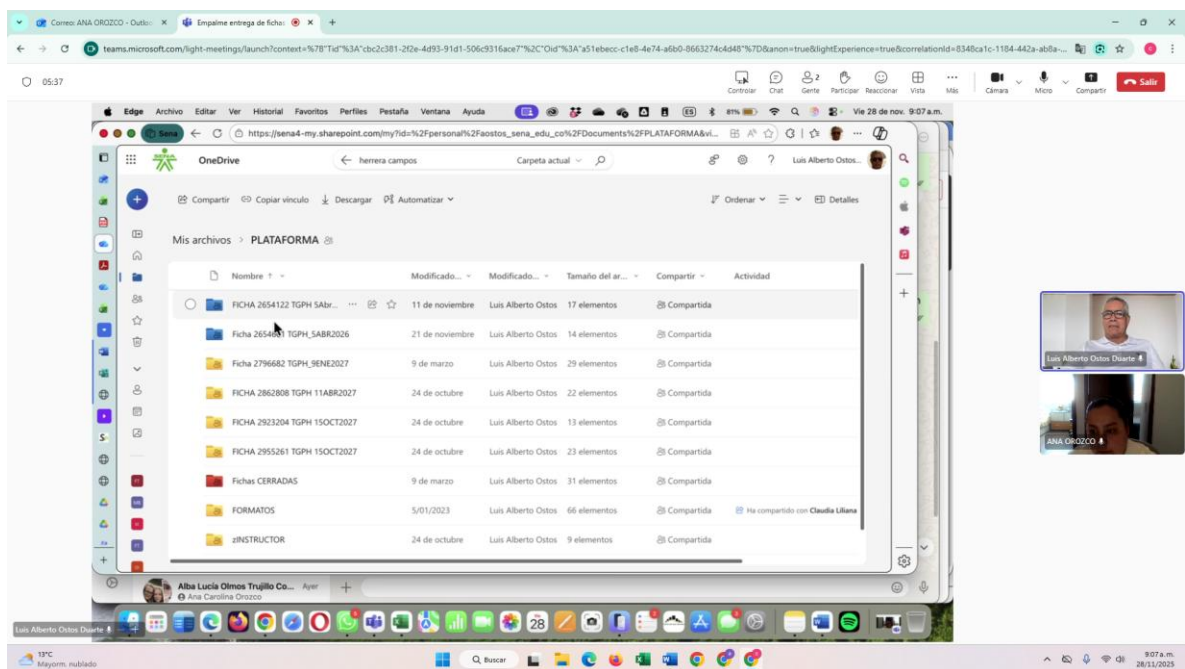 Correo: ANA OROZCO - Outlo
Empalme entrega de ficha:
teams.microsoft.com/light-meetings/launch?context=%7B"Tid"%3A"cbc2c381-2f2e-4d93-91d1-506c9316ace7"%2C"Oid"%3A"a51ebecc-c1e8-4e74-a6b0-8663274c4d48"%7D&anon=true&lightExperience=true&correlationId=8348ca1c-1184-442a-ab8a-...
05:37
Controlar Chat Gente Participar Reaccionar Vista Más Cámara Micro Compartir Salir
2
Edge Archivo Editar Ver Historial Favoritos Perfiles Pestaña Ventana Ayuda ES 81% Vie 28 de nov. 9:07 a.m.
Sena https://sena4-my.sharepoint.com/my?id=%2Fpersonal%2Faostos_sena_edu_co%2FDocuments%2FPLATAFORMA&vi...
OneDrive herrera campos Carpeta actual Luis Alberto Ostos...
Compartir Copiar vínculo Descargar Automatizar Ordenar Detalles
Mis archivos > PLATAFORMA
Nombre Modificado... Modificado... Tamaño del ar... Compartir Actividad
FICHA 2654122 TGPH 5Abr... 11 de noviembre Luis Alberto Ostos 17 elementos Compartida
Ficha TGPH_5ABR2026 21 de noviembre Luis Alberto Ostos 14 elementos Compartida
Ficha 2796682 TGPH_9ENE2027 9 de marzo Luis Alberto Ostos 29 elementos Compartida
FICHA 2862808 TGPH 11ABR2027 24 de octubre Luis Alberto Ostos 22 elementos Compartida
FICHA 2923204 TGPH 15OCT2027 24 de octubre Luis Alberto Ostos 13 elementos Compartida
FICHA 2955261 TGPH 15OCT2027 24 de octubre Luis Alberto Ostos 23 elementos Compartida
Fichas CERRADAS 9 de marzo Luis Alberto Ostos 31 elementos Compartida
FORMATOS 5/01/2023 Luis Alberto Ostos 66 elementos Compartida Ha compartido con Claudia Liliana
zINSTRUCTOR 24 de octubre Luis Alberto Ostos 9 elementos Compartida
Luis Alberto Ostos Duarte
ANA OROZCO
Alba Lucía Olmos Trujillo Co... Ayer
Ana Carolina Orozco
28
Luis Alberto Ostos Duarte
13°C
Mayorm. nublado
Buscar
9:07 a.m.
28/11/2025